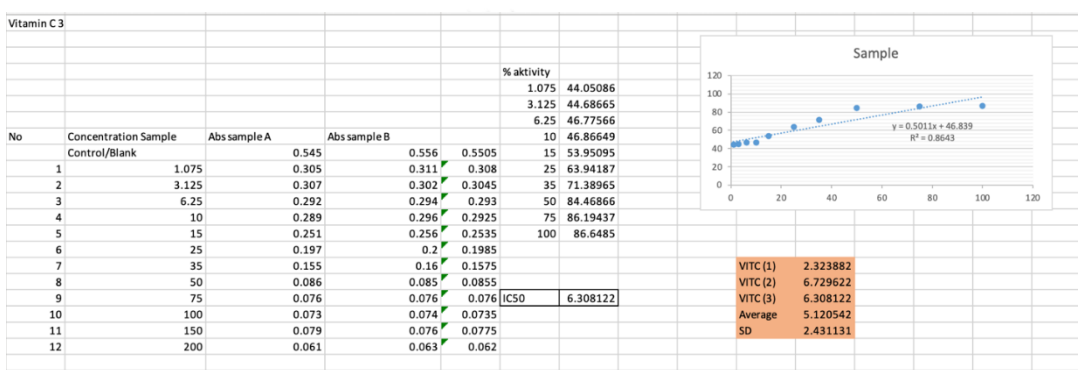 Vitamin C 3
Sample
% aktivity
1.075 44.05086
3.125 44.68665
6.25 46.77566
No Concentration Sample Abs sample A Abs sample B 10 46.86649
Control/Blank 0.545 0.556 0.5505 15 53.95095
1 1.075 0.305 0.311 0.308 25 63.94187
2 3.125 0.307 0.302 0.3045 35 71.38965
3 6.25 0.292 0.294 0.293 50 84.46866
4 10 0.289 0.296 0.2925 75 86.19437
5 15 0.251 0.256 0.2535 100 86.6485
6 25 0.197 0.2 0.1985
7 35 0.155 0.16 0.1575
8 50 0.086 0.085 0.0855
9 75 0.076 0.076 0.076 IC50 6.308122
10 100 0.073 0.074 0.0735
11 150 0.079 0.076 0.0775
12 200 0.061 0.063 0.062
120
100
80
60
40
20
0
y = 0.5011x + 46.839
R² = 0.8643
0 20 40 60 80 100 120
VITC (1) 2.323882
VITC (2) 6.729622
VITC (3) 6.308122
Average 5.120542
SD 2.431131